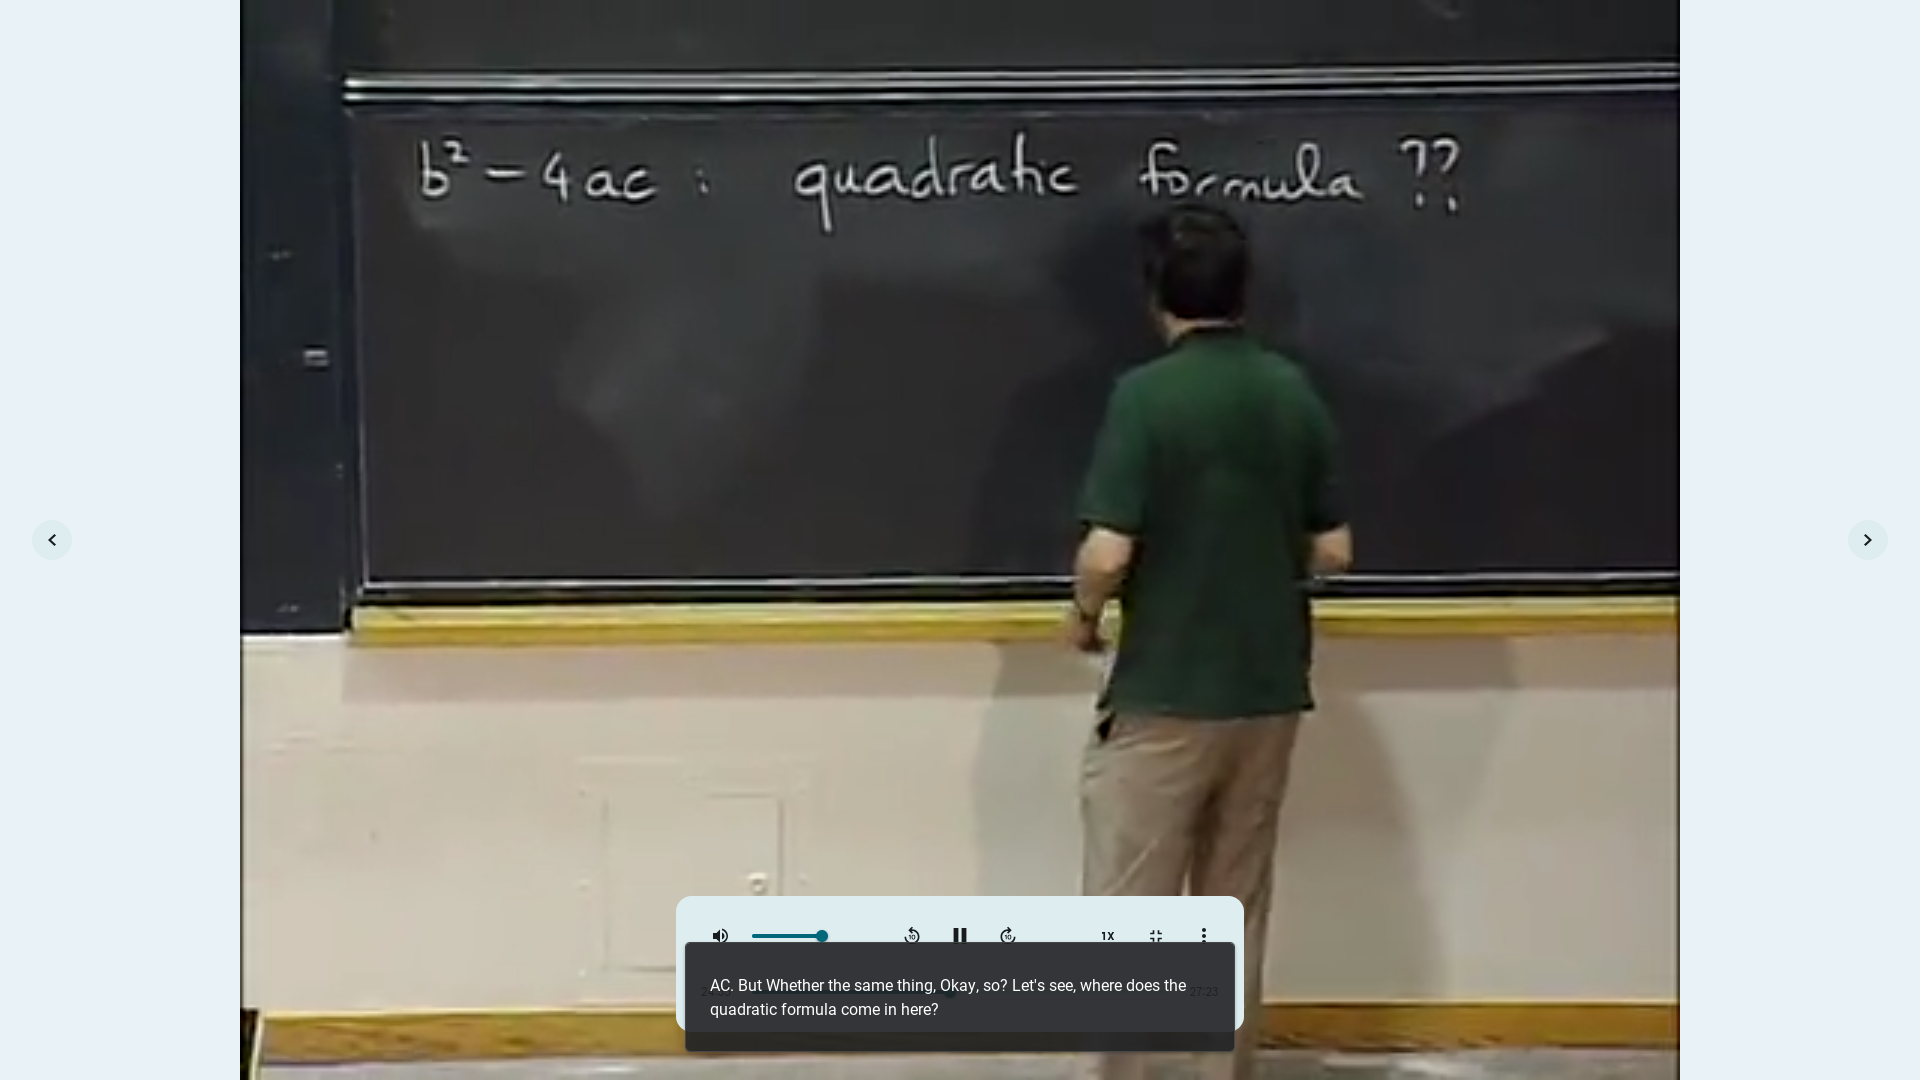 b² - 4ac : quadratic formula ??
1X
AC. But Whether the same thing, Okay, so? Let's see, where does the
quadratic formula come in here?
27:23